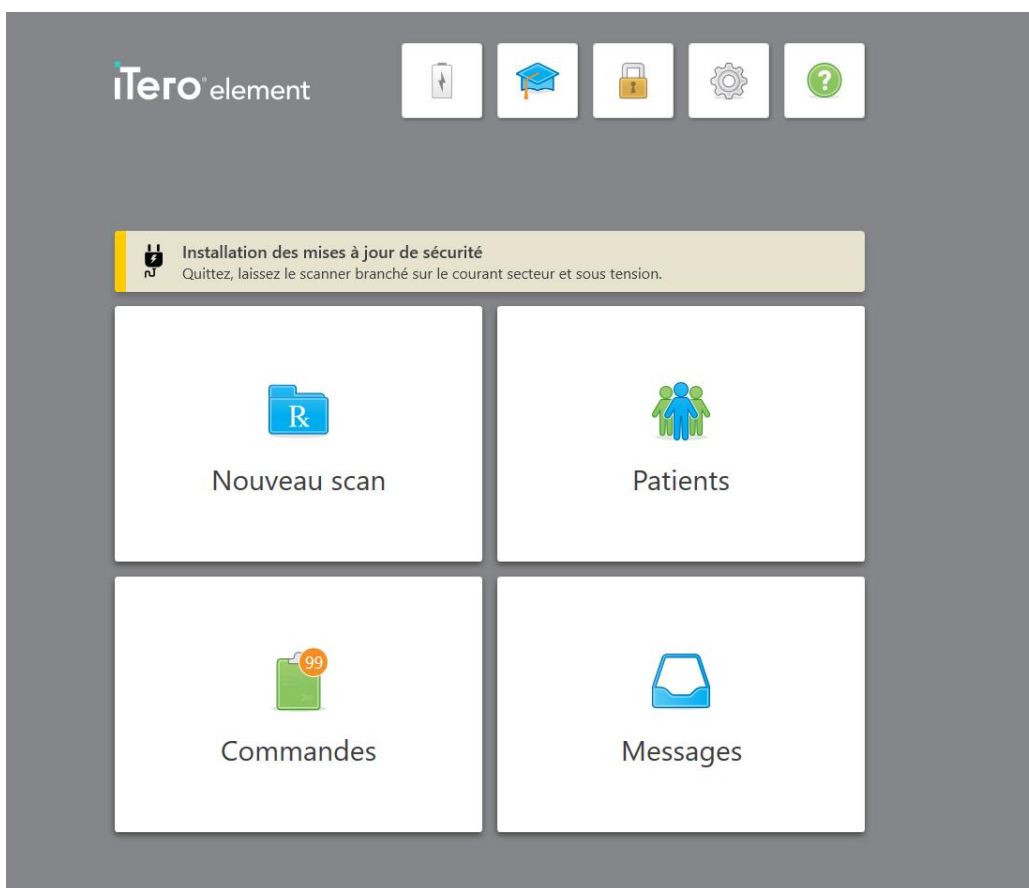 iTero® element
?
Installation des mises à jour de sécurité
Quittez, laissez le scanner branché sur le courant secteur et sous tension.
Rx
Nouveau scan
Patients
99
Commandes
Messages